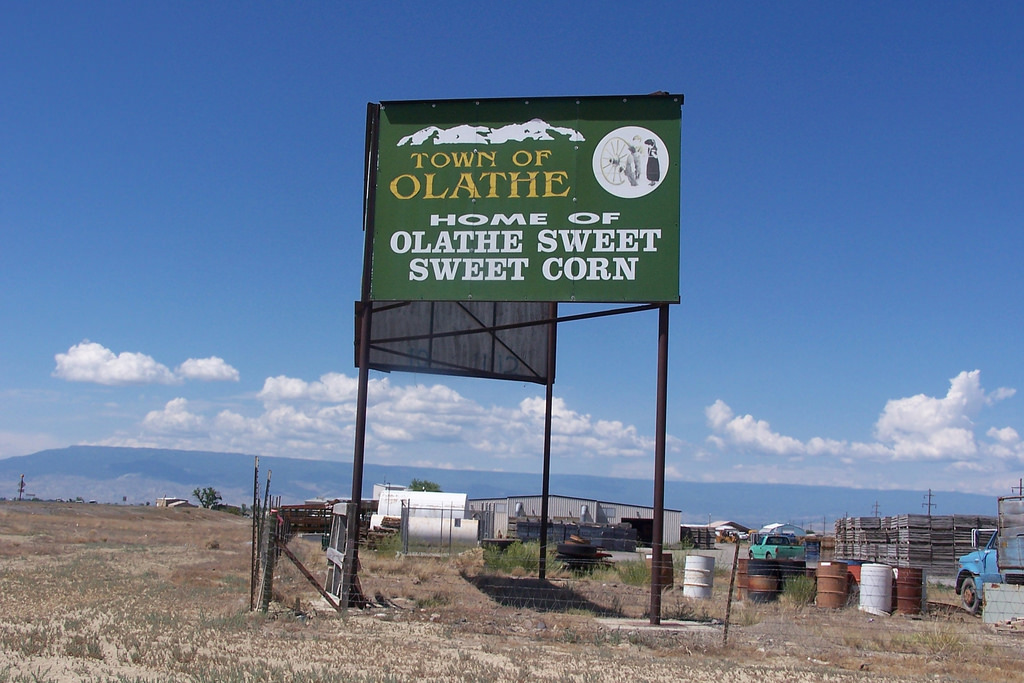 TOWN OF
OLATHE
HOME OF
OLATHE SWEET
SWEET CORN